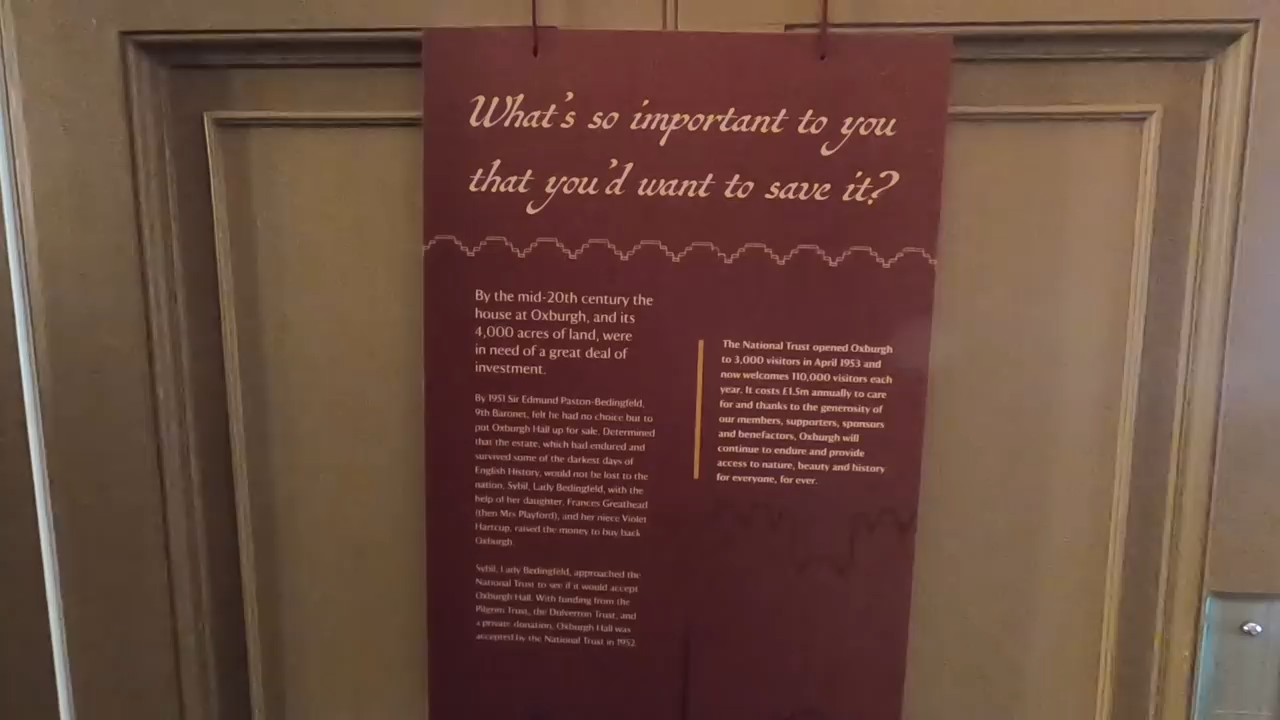 What's so important to you
that you'd want to save it?
By the mid-20th century the
house at Oxburgh, and its
4,000 acres of land, were
in need of a great deal of
investment.
By 1951 Sir Edmund Paston-Bedingfeld,
9th Baronet, felt he had no choice but to
put Oxburgh Hall up for sale. Determined
that the estate, which had endured and
survived some of the darkest days of
English History, would not be lost to the
nation, Sybil, Lady Bedingfeld, with the
help of her daughter, Frances Greathead
(then Mrs Playford), and her niece Violet
Hartcup, raised the money to buy back
Oxburgh.
Sybil, Lady Bedingfeld, approached the
National Trust to see if it would accept
Oxburgh Hall. With funding from the
Pilgrim Trust, the Dulverton Trust, and
a private donation, Oxburgh Hall was
accepted by the National Trust in 1952.
The National Trust opened Oxburgh
to 3,000 visitors in April 1953 and
now welcomes 110,000 visitors each
year. It costs £1.5m annually to care
for and thanks to the generosity of
our members, supporters, sponsors
and benefactors, Oxburgh will
continue to endure and provide
access to nature, beauty and history
for everyone, for ever.